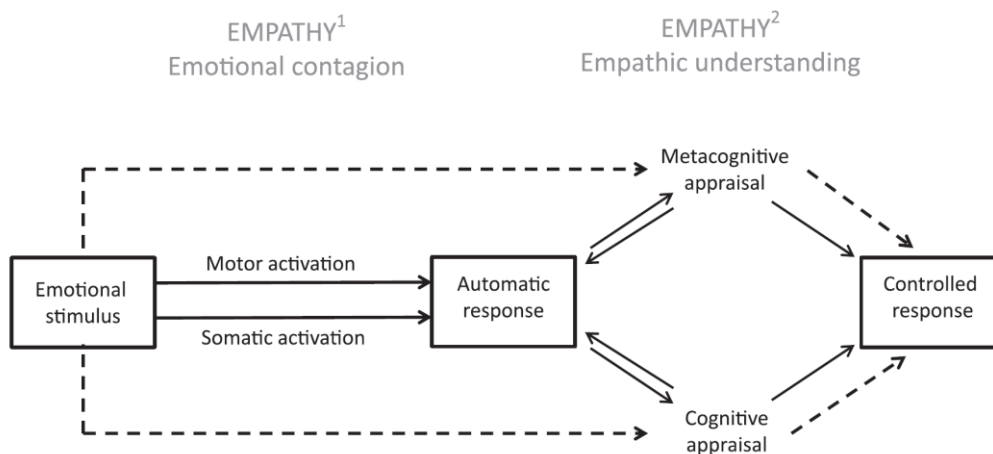 EMPATHY¹
Emotional contagion
EMPATHY²
Empathic understanding
Metacognitive
appraisal
Motor activation
Emotional
stimulus
Automatic
response
Controlled
response
Somatic activation
Cognitive
appraisal